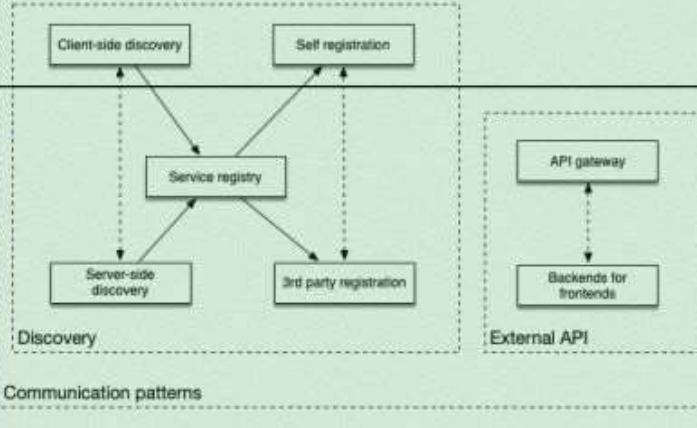 Client-side discovery
Self registration
Service registry
API gateway
Server-side
discovery
3rd party registration
Backends for
frontends
Discovery
External API
Communication patterns